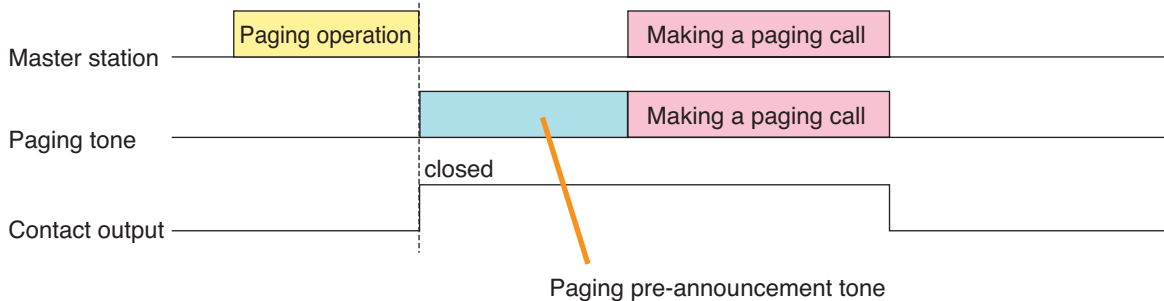 Paging operation
Making a paging call
Master station
Making a paging call
Paging tone
closed
Contact output
Paging pre-announcement tone